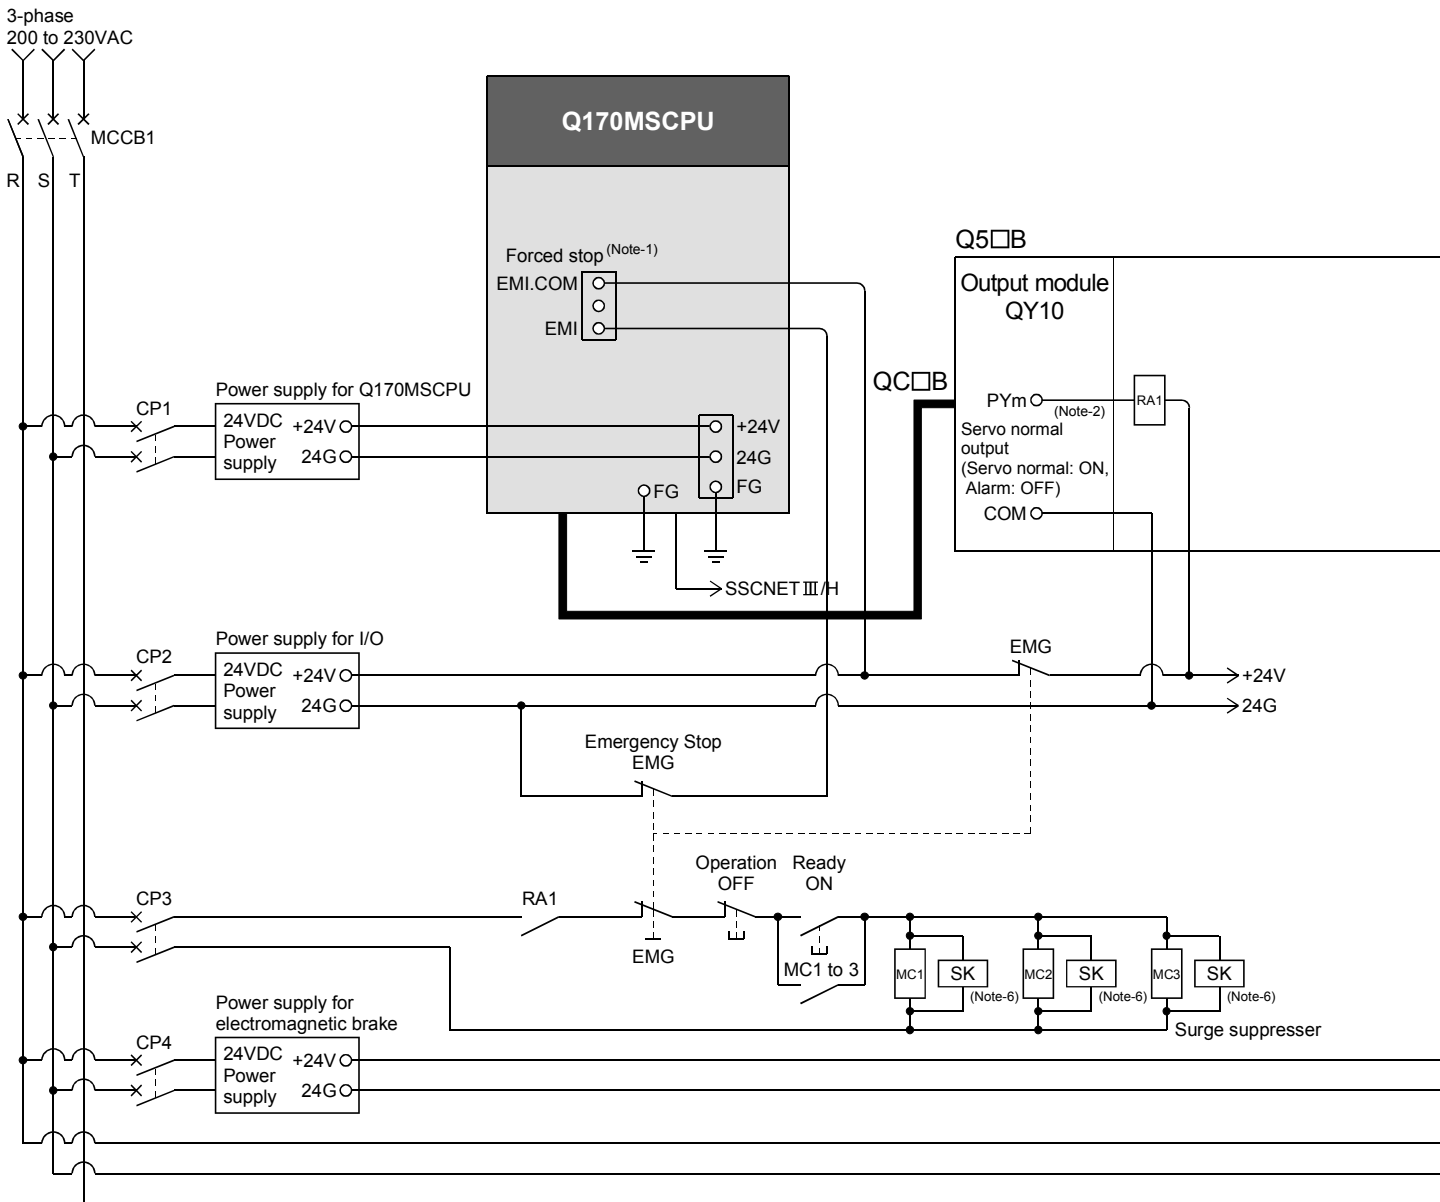 3-phase
200 to 230VAC
MCCB1
R S T
Q170MSCPU
Forced stop (Note-1)
EMI.COM
EMI
Q5□B
Output module
QY10
QC□B
PYm
(Note-2)
RA1
Servo normal
output
(Servo normal: ON,
Alarm: OFF)
COM
Power supply for Q170MSCPU
CP1
24VDC
Power
supply
+24V
24G
+24V
24G
FG
FG
SSCNETⅢ/H
Power supply for I/O
CP2
24VDC
Power
supply
+24V
24G
EMG
+24V
24G
Emergency Stop
EMG
CP3
RA1
EMG
Operation
OFF
Ready
ON
MC1 to 3
MC1
SK
(Note-6)
MC2
SK
(Note-6)
MC3
SK
(Note-6)
Surge suppresser
Power supply for
electromagnetic brake
CP4
24VDC
Power
supply
+24V
24G